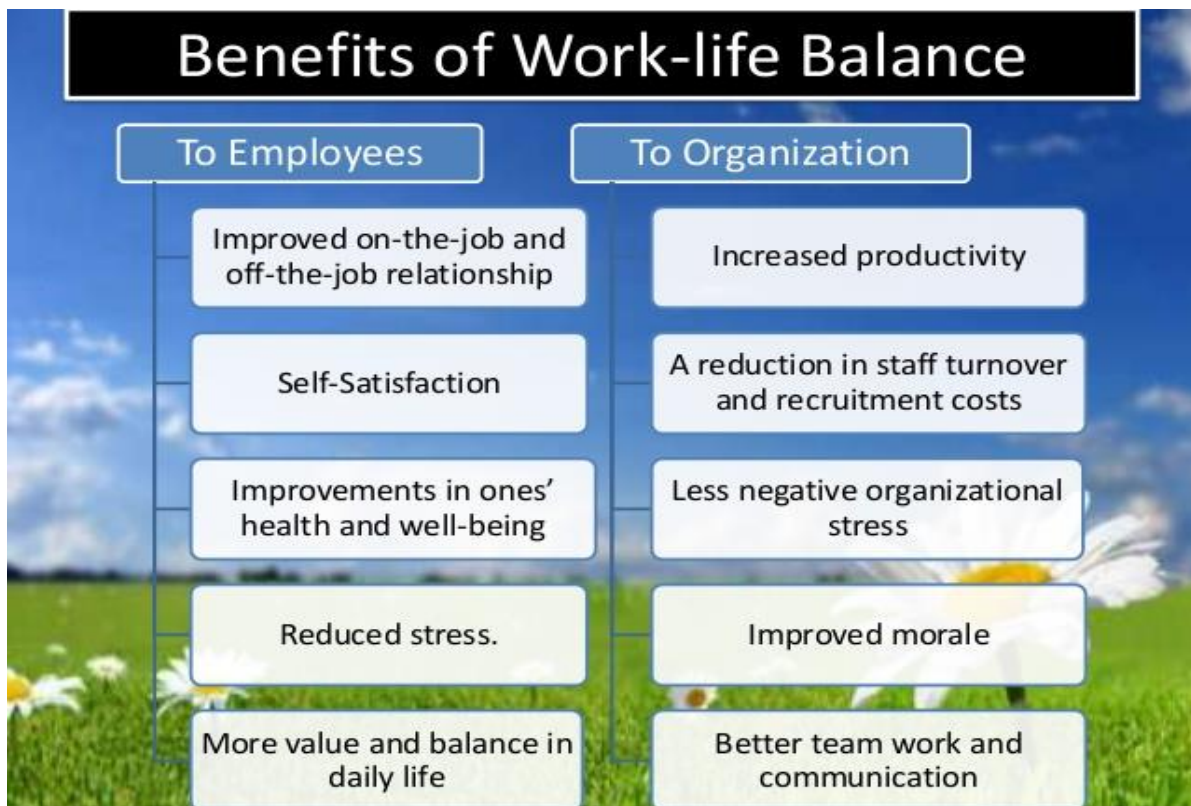 Benefits of Work-life Balance
To Employees
Improved on-the-job and
off-the-job relationship
Self-Satisfaction
Improvements in ones’
health and well-being
Reduced stress.
More value and balance in
daily life
To Organization
Increased productivity
A reduction in staff turnover
and recruitment costs
Less negative organizational
stress
Improved morale
Better team work and
communication